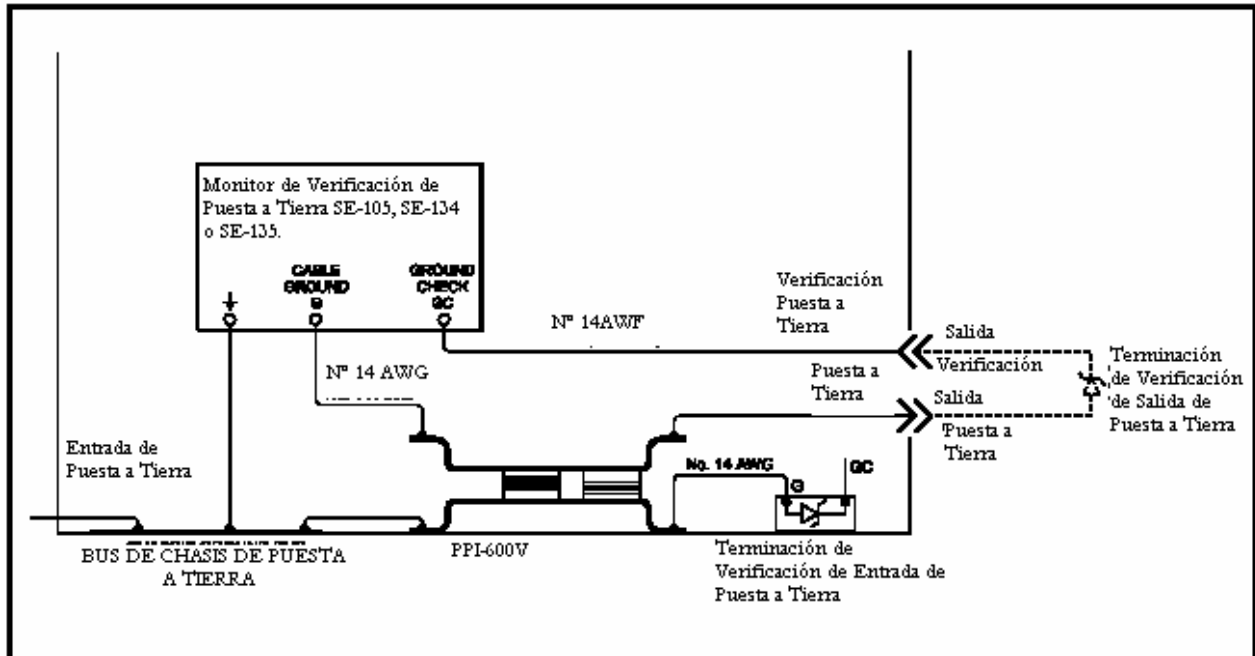 Monitor de Verificación de
Puesta a Tierra SE-105, SE-134
o SE-135.
CABLE
GROUND
G
GROUND
CHECK
GC
Verificación
Puesta a
Tierra
Nº 14AWF
Salida
Verificación
Terminación
de Verificación
de Salida de
Puesta a Tierra
Nº 14 AWG
Puesta a
Tierra
Salida
Puesta a
Tierra
Entrada de
Puesta a Tierra
No. 14 AWG
G
GC
BUS DE CHASIS DE PUESTA
A TIERRA
PPI-600V
Terminación de
Verificación de Entrada de
Puesta a Tierra